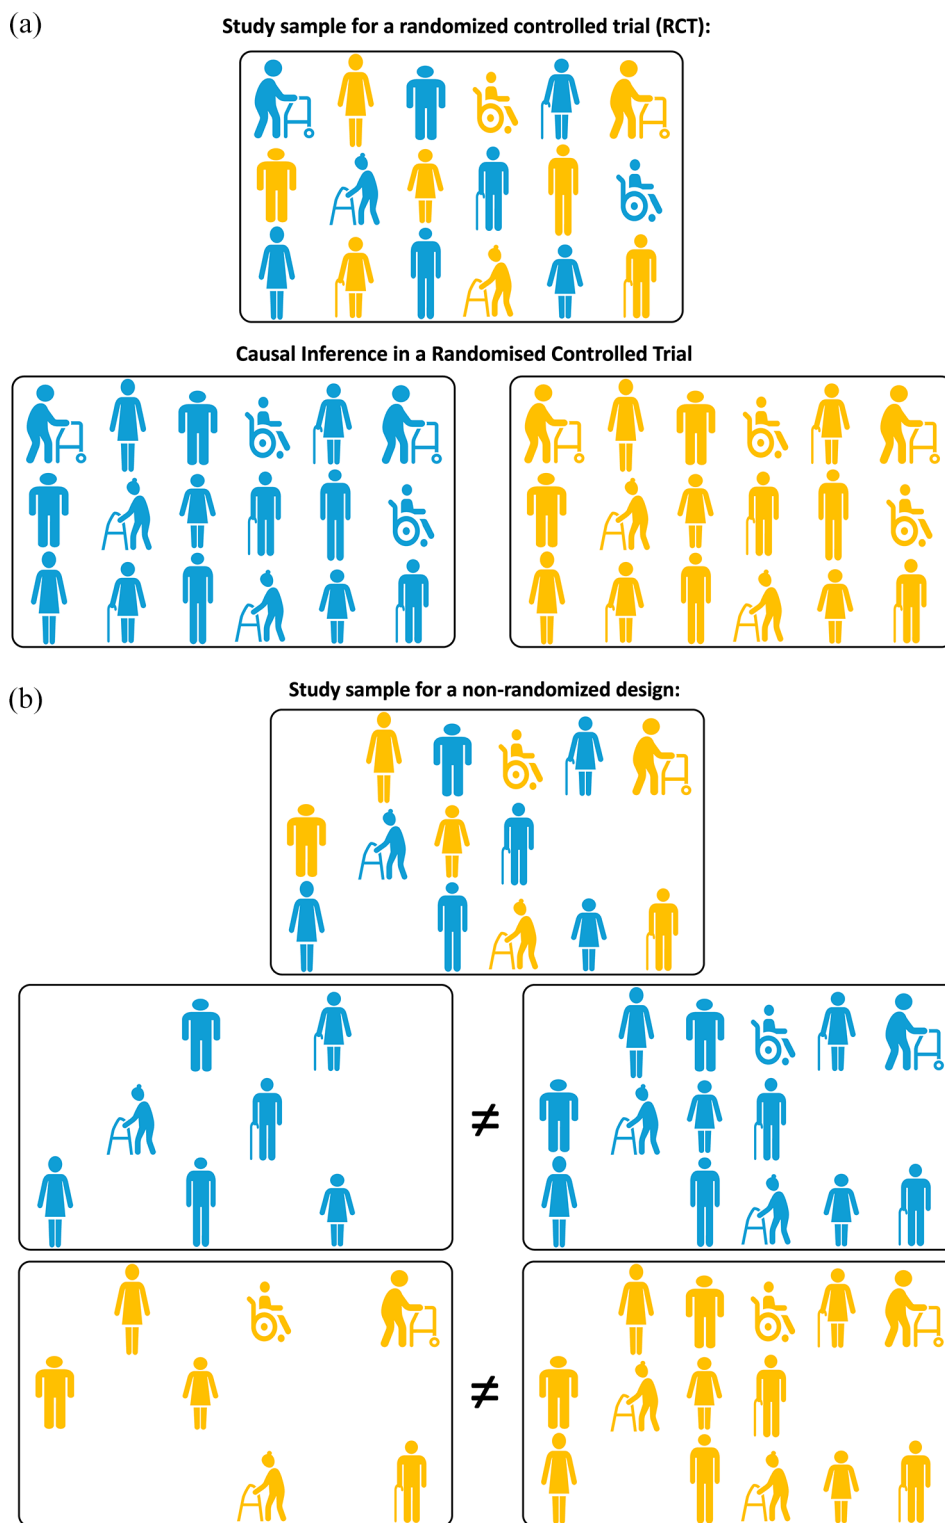 (a)
Study sample for a randomized controlled trial (RCT):
Causal Inference in a Randomised Controlled Trial
(b)
Study sample for a non-randomized design:
≠
≠